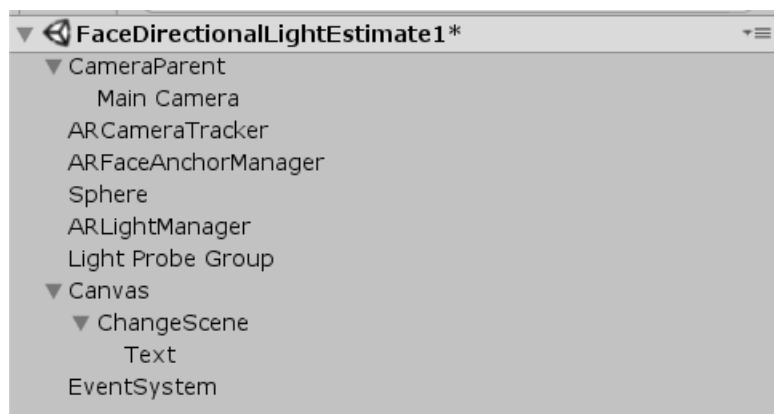 FaceDirectionalLightEstimate1*
CameraParent
Main Camera
ARCameraTracker
ARFaceAnchorManager
Sphere
ARLightManager
Light Probe Group
Canvas
ChangeScene
Text
EventSystem